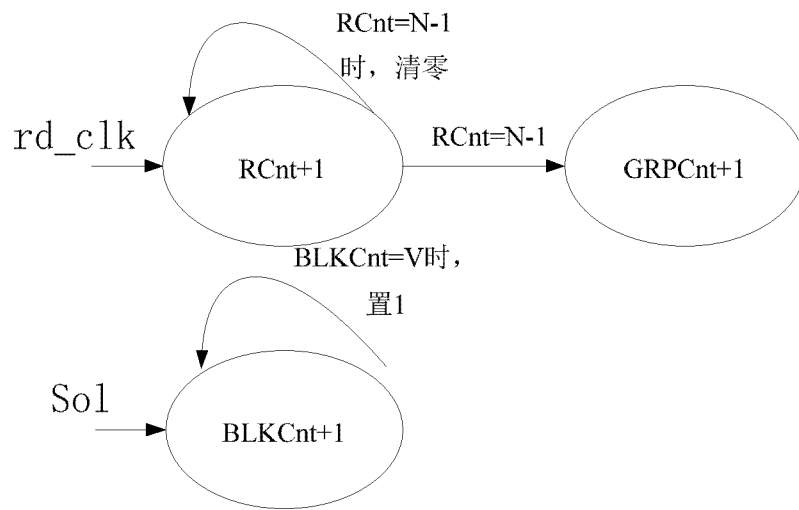 RCnt=N-1
时，清零
rd_clk
RCnt+1
RCnt=N-1
GRPCnt+1
BLKCnt=V时，
置1
Sol
BLKCnt+1